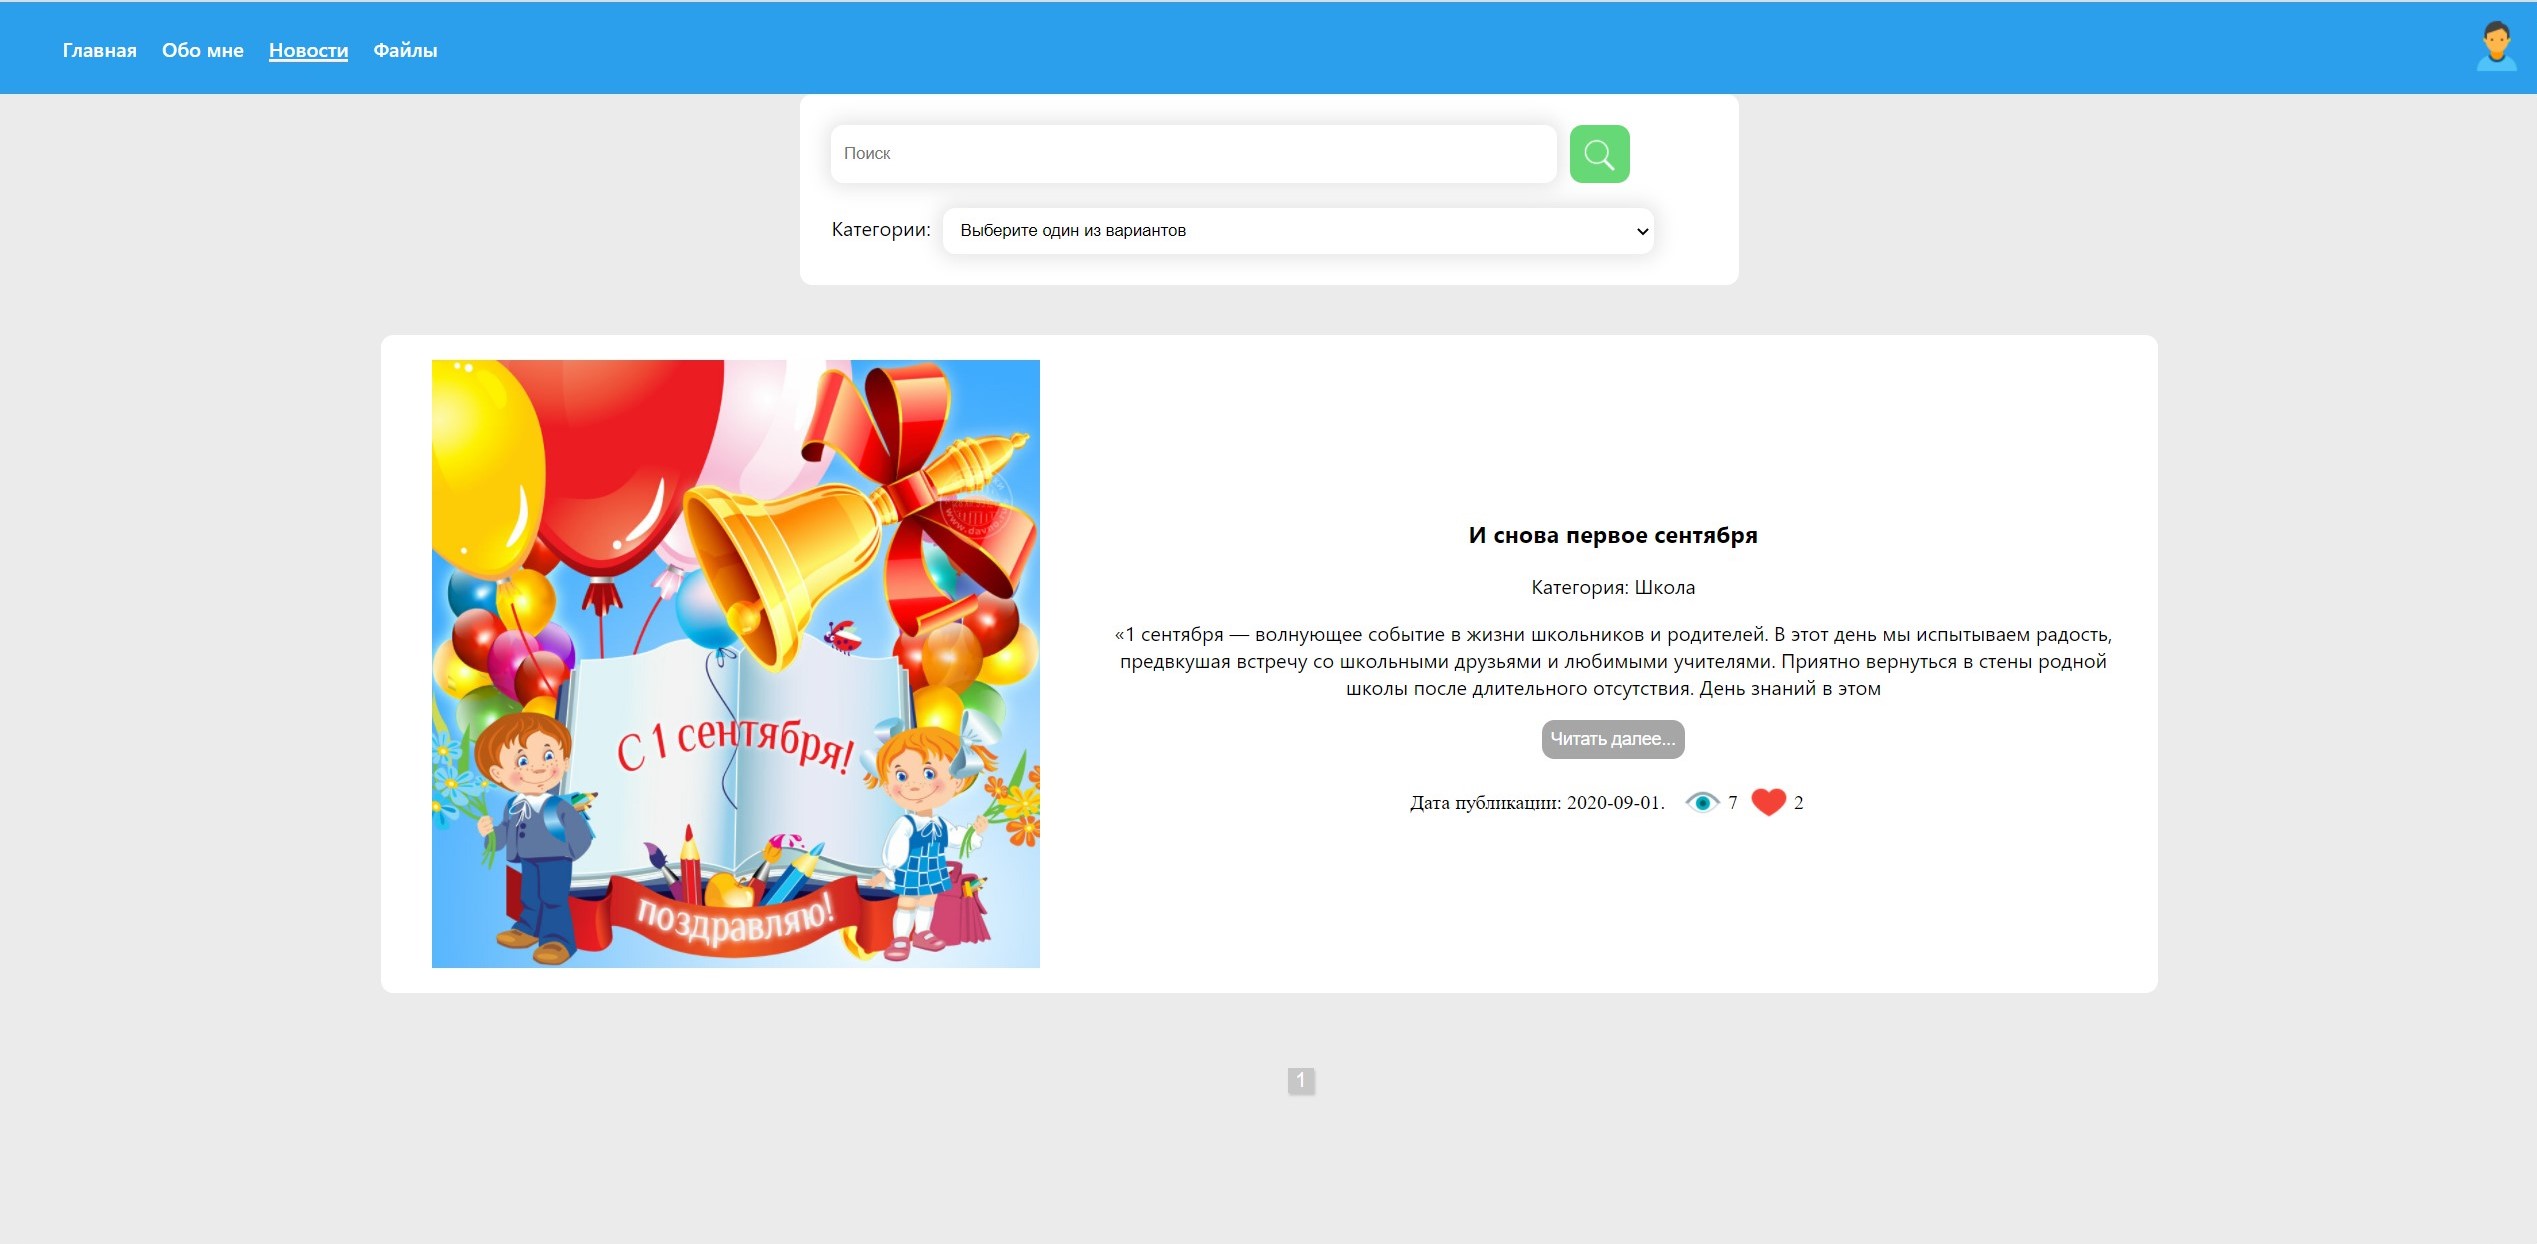 Главная Обо мне Новости Файлы
Поиск
Категории: Выберите один из вариантов
С 1 сентября!
поздравляю!
И снова первое сентября
Категория: Школа
«1 сентября — волнующее событие в жизни школьников и родителей. В этот день мы испытываем радость,
предвкушая встречу со школьными друзьями и любимыми учителями. Приятно вернуться в стены родной
школы после длительного отсутствия. День знаний в этом
Читать далее...
Дата публикации: 2020-09-01. 7 2
1